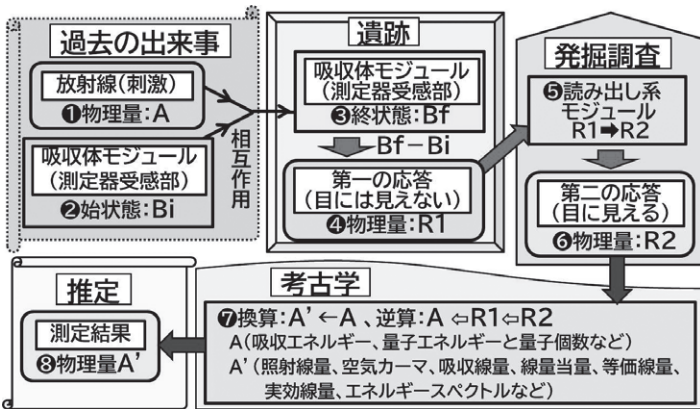 過去の出来事
放射線(刺激)
❶物理量:A
吸収体モジュール
(測定器受感部)
❷始状態:Bi
相互作用
遺跡
吸収体モジュール
(測定器受感部)
❸終状態:Bf
Bf-Bi
第一の応答
(目には見えない)
❹物理量:R1
発掘調査
❺読み出し系
モジュール
R1➡R2
第二の応答
(目に見える)
❻物理量:R2
考古学
❼換算:A'←A 、逆算:A ⇦R1⇦R2
A(吸収エネルギー、量子エネルギーと量子個数など)
A'(照射線量、空気カーマ、吸収線量、線量当量、等価線量、
実効線量、エネルギースペクトルなど)
推定
測定結果
❽物理量A'